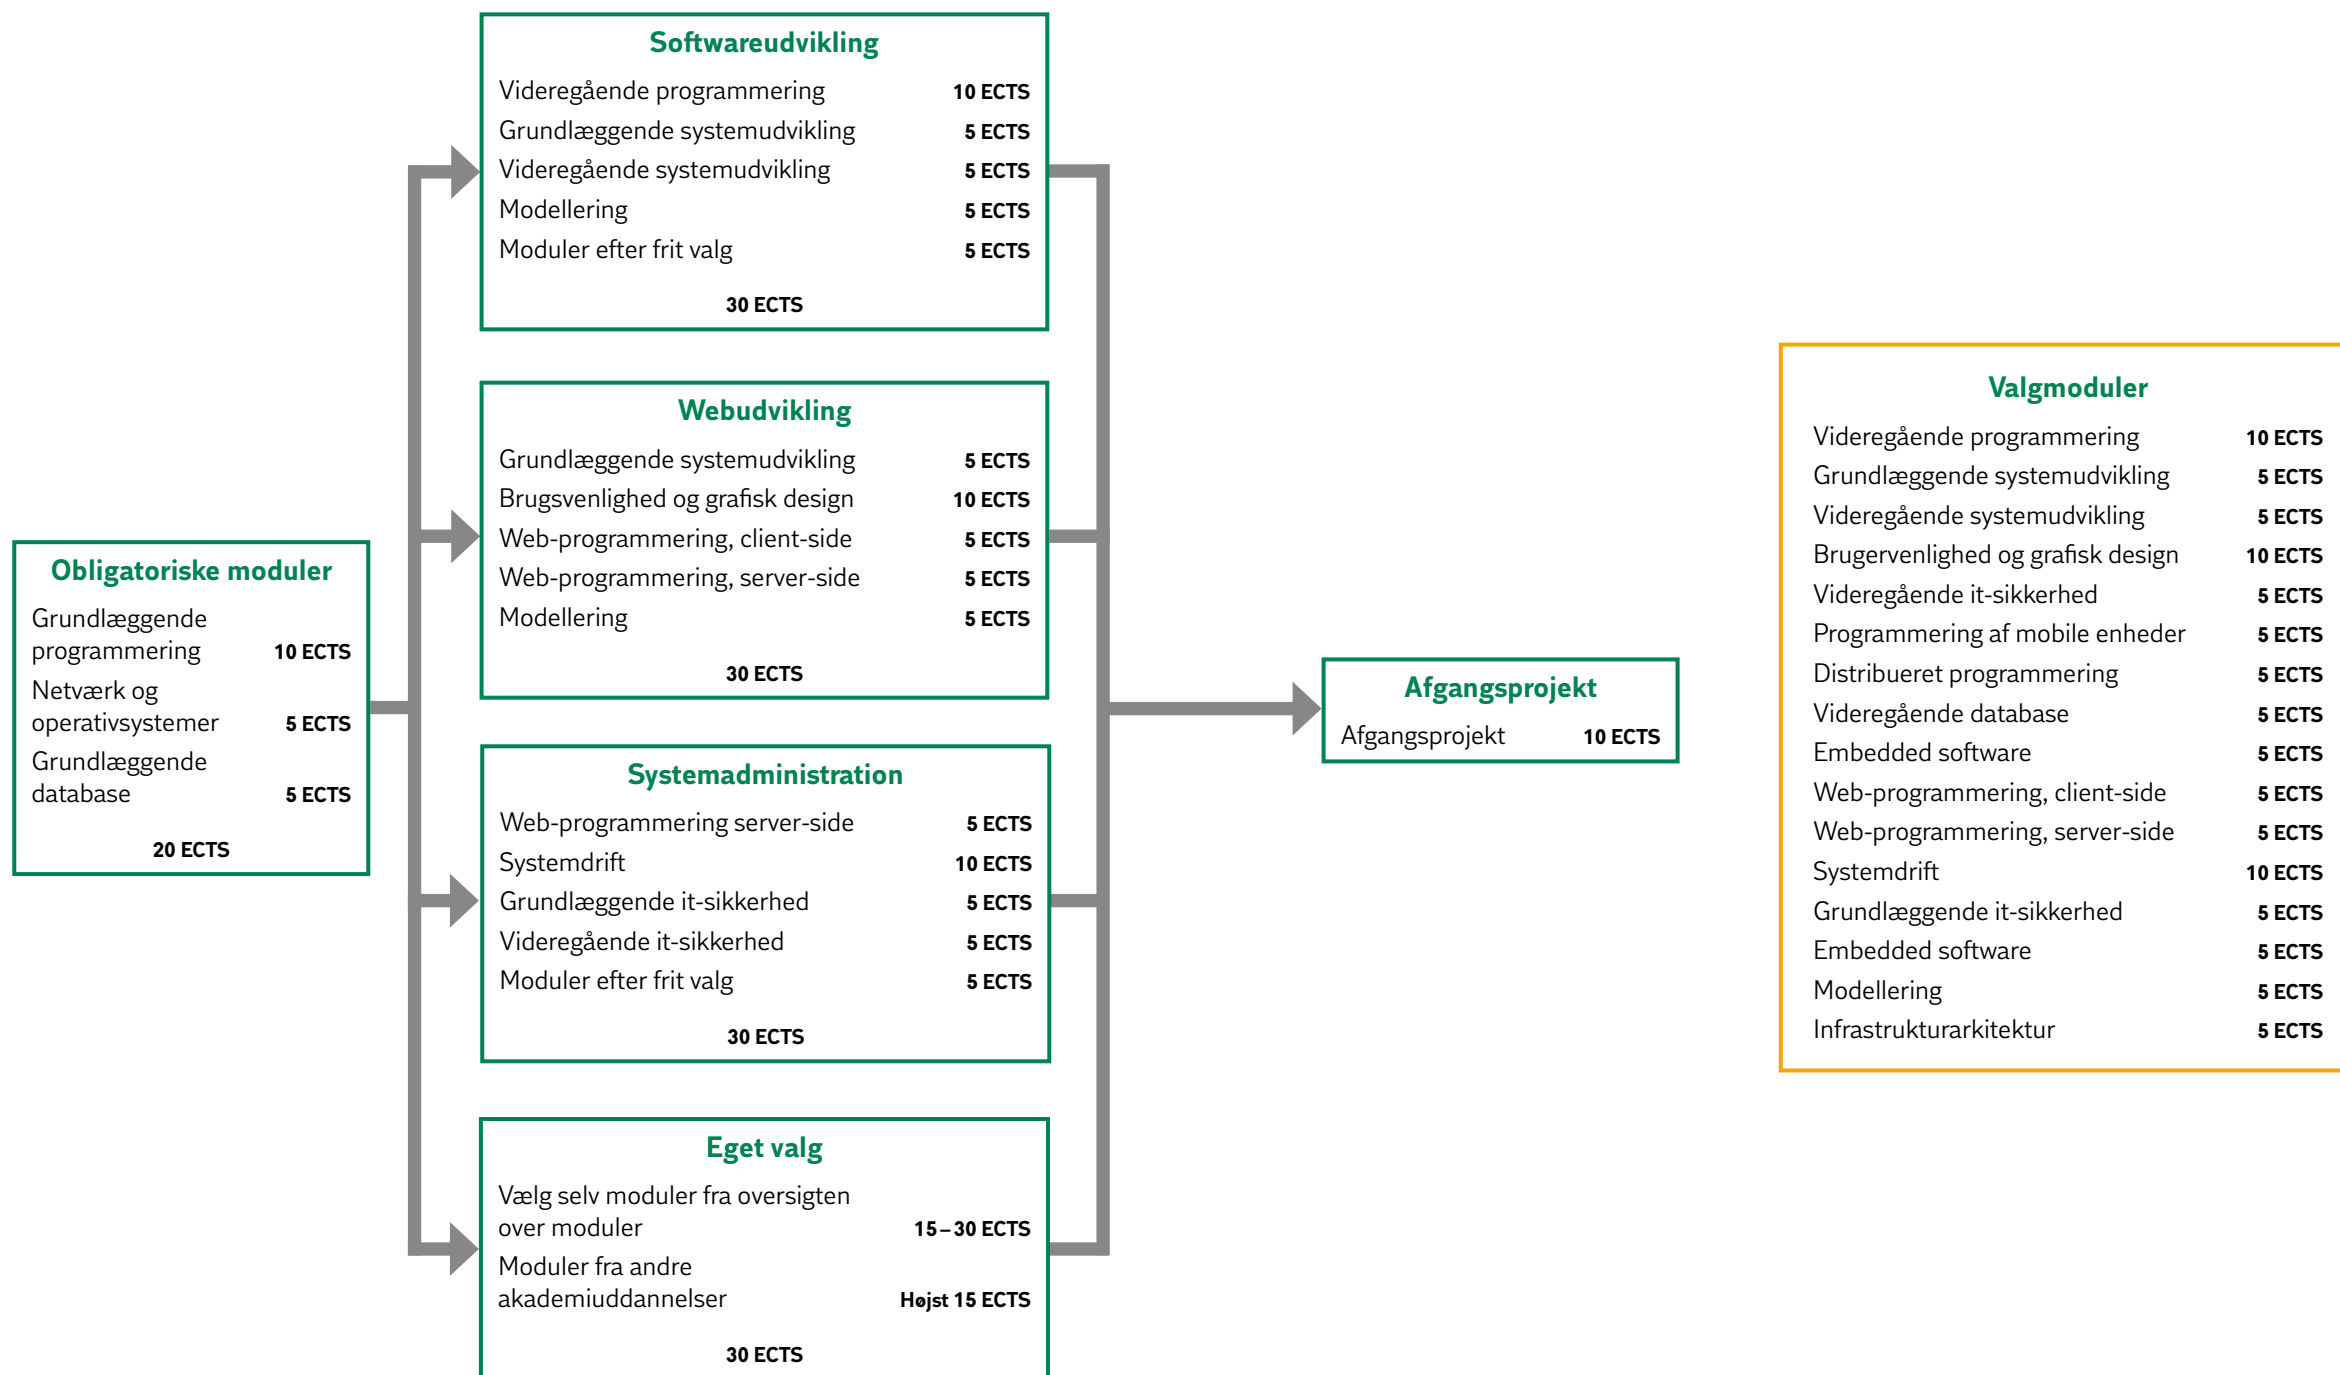 Obligatoriske moduler
Grundlæggende
programmering 10 ECTS
Netværk og
operativsystemer 5 ECTS
Grundlæggende
database 5 ECTS
20 ECTS
Softwareudvikling
Videregående programmering 10 ECTS
Grundlæggende systemudvikling 5 ECTS
Videregående systemudvikling 5 ECTS
Modellering 5 ECTS
Moduler efter frit valg 5 ECTS
30 ECTS
Webudvikling
Grundlæggende systemudvikling 5 ECTS
Brugsvenlighed og grafisk design 10 ECTS
Web-programmering, client-side 5 ECTS
Web-programmering, server-side 5 ECTS
Modellering 5 ECTS
30 ECTS
Systemadministration
Web-programmering server-side 5 ECTS
Systemdrift 10 ECTS
Grundlæggende it-sikkerhed 5 ECTS
Videregående it-sikkerhed 5 ECTS
Moduler efter frit valg 5 ECTS
30 ECTS
Eget valg
Vælg selv moduler fra oversigten
over moduler 15–30 ECTS
Moduler fra andre
akademiuddannelser Højst 15 ECTS
30 ECTS
Afgangsprojekt
Afgangsprojekt 10 ECTS
Valgmoduler
Videregående programmering 10 ECTS
Grundlæggende systemudvikling 5 ECTS
Videregående systemudvikling 5 ECTS
Brugervenlighed og grafisk design 10 ECTS
Videregående it-sikkerhed 5 ECTS
Programmering af mobile enheder 5 ECTS
Distribueret programmering 5 ECTS
Videregående database 5 ECTS
Embedded software 5 ECTS
Web-programmering, client-side 5 ECTS
Web-programmering, server-side 5 ECTS
Systemdrift 10 ECTS
Grundlæggende it-sikkerhed 5 ECTS
Embedded software 5 ECTS
Modellering 5 ECTS
Infrastrukturarkitektur 5 ECTS